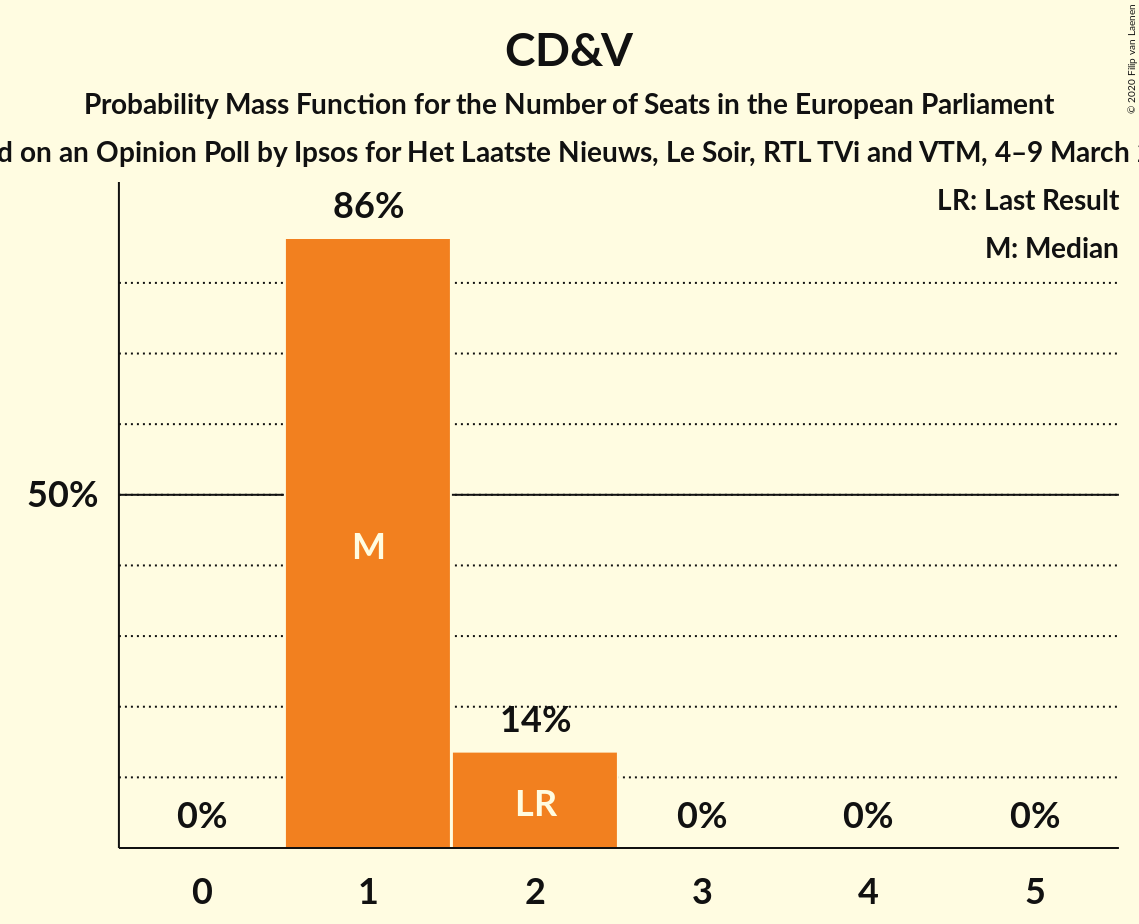 CD&V
Probability Mass Function for the Number of Seats in the European Parliament
on an Opinion Poll by Ipsos for Het Laatste Nieuws, Le Soir, RTL TVi and VTM, 4–9 March
© 2020 Filip van Laenen
LR: Last Result
M: Median
86%
50%
M
14%
LR
0%
0%
0%
0%
0 1 2 3 4 5